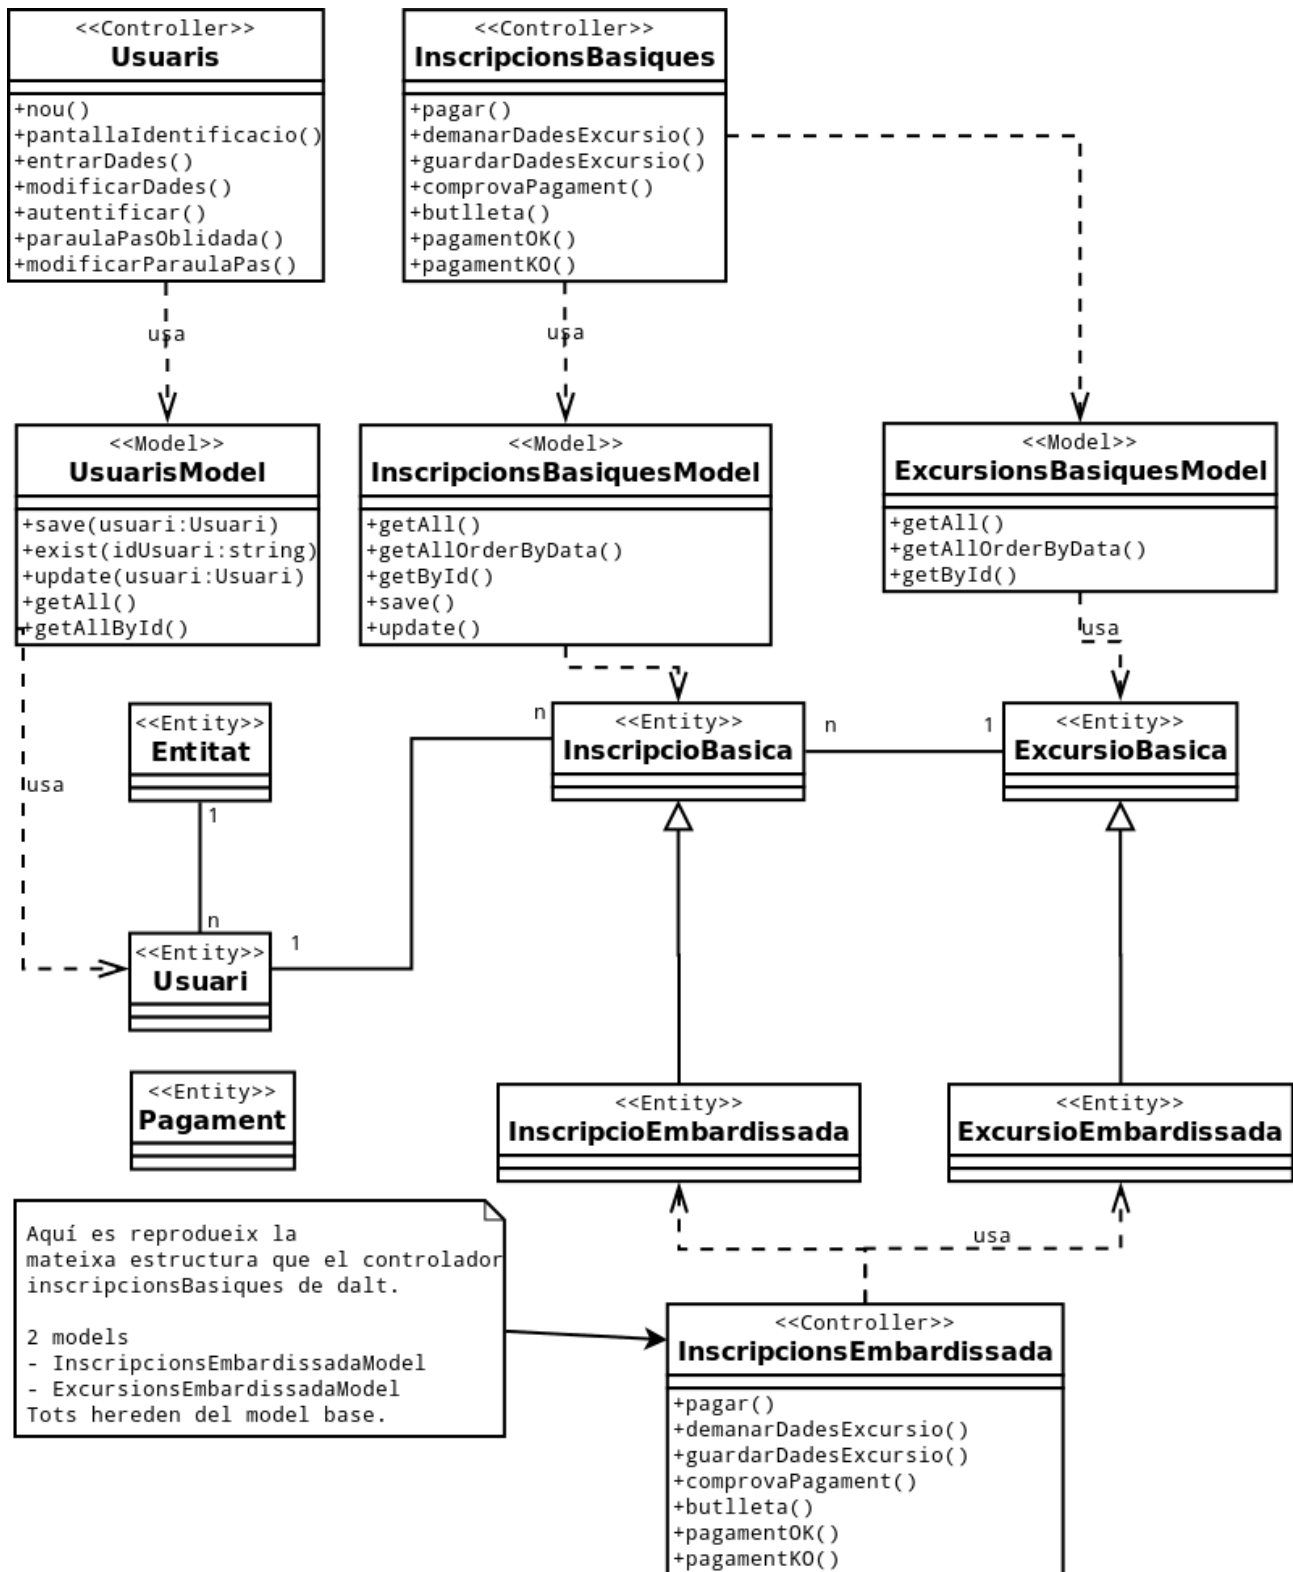 <<Controller>>
Usuaris
+nou()
+pantallaIdentificacio()
+entrarDades()
+modificarDades()
+autentificar()
+paraulaPasOblidada()
+modificarParaulaPas()
<<Controller>>
InscripcionsBasiques
+pagar()
+demanarDadesExcursio()
+guardarDadesExcursio()
+comprovaPagament()
+butlleta()
+pagamentOK()
+pagamentKO()
usa
usa
<<Model>>
UsuarisModel
+save(usuari:Usuari)
+exist(idUsuari:string)
+update(usuari:Usuari)
+getAll()
+getAllById()
<<Model>>
InscripcionsBasiquesModel
+getAll()
+getAllOrderByData()
+getById()
+save()
+update()
<<Model>>
ExcursionsBasiquesModel
+getAll()
+getAllOrderByData()
+getById()
usa
usa
<<Entity>>
Entitat
1
n
<<Entity>>
Usuari
1
n
<<Entity>>
InscripcioBasica
n
1
<<Entity>>
ExcursioBasica
<<Entity>>
Pagament
<<Entity>>
InscripcioEmbardissada
<<Entity>>
ExcursioEmbardissada
usa
Aquí es reprodueix la
mateixa estructura que el controlador
inscripcionsBasiques de dalt.
2 models
- InscripcionsEmbardissadaModel
- ExcursionsEmbardissadaModel
Tots hereden del model base.
<<Controller>>
InscripcionsEmbardissada
+pagar()
+demanarDadesExcursio()
+guardarDadesExcursio()
+comprovaPagament()
+butlleta()
+pagamentOK()
+pagamentKO()